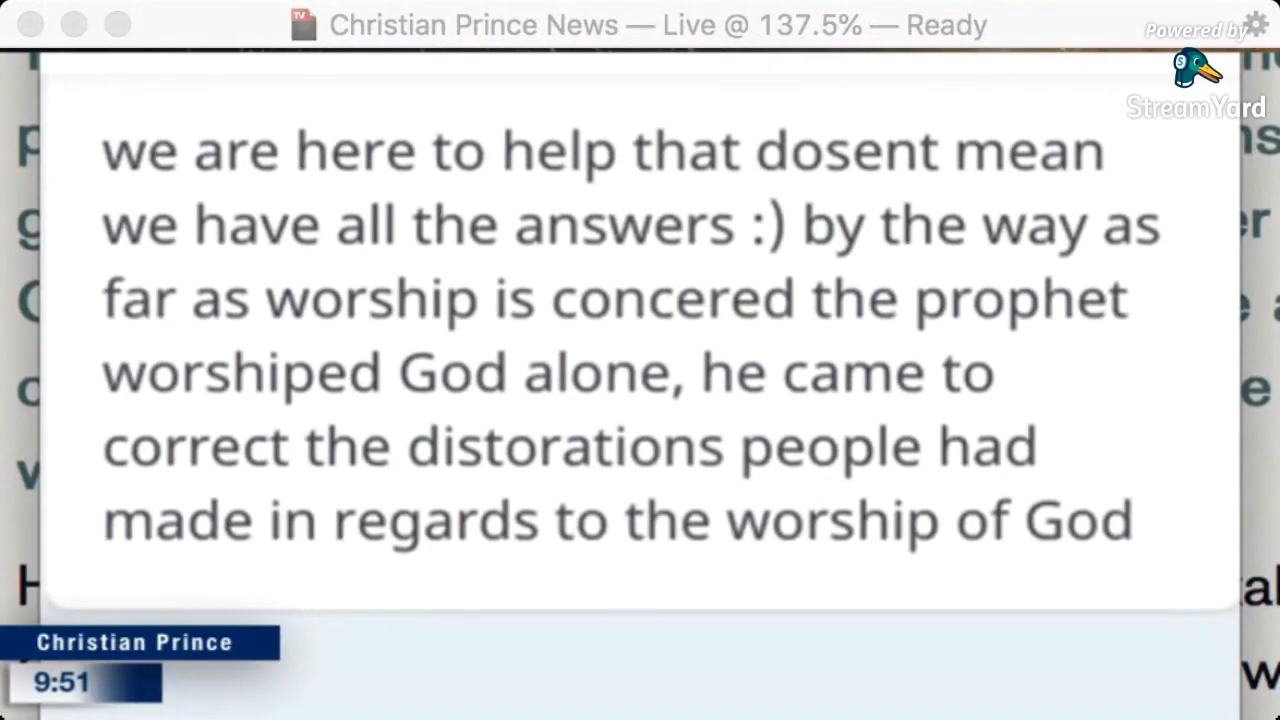 Christian Prince News — Live @ 137.5% — Ready
Powered by
StreamYard
we are here to help that dosent mean
we have all the answers :) by the way as
far as worship is concered the prophet
worshiped God alone, he came to
correct the distorations people had
made in regards to the worship of God
Christian Prince
9:51